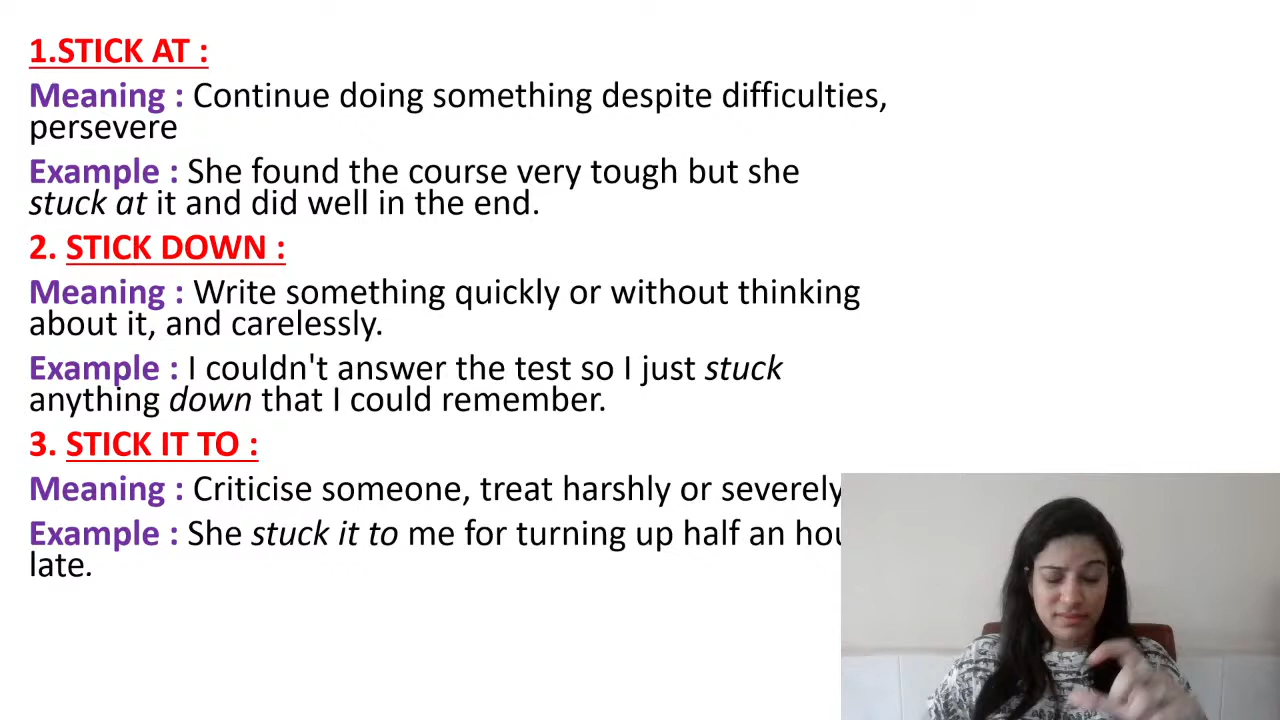 1.STICK AT :
Meaning : Continue doing something despite difficulties,
persevere
Example : She found the course very tough but she
stuck at it and did well in the end.
2. STICK DOWN :
Meaning : Write something quickly or without thinking
about it, and carelessly.
Example : I couldn't answer the test so I just stuck
anything down that I could remember.
3. STICK IT TO :
Meaning : Criticise someone, treat harshly or severely
Example : She stuck it to me for turning up half an
late.